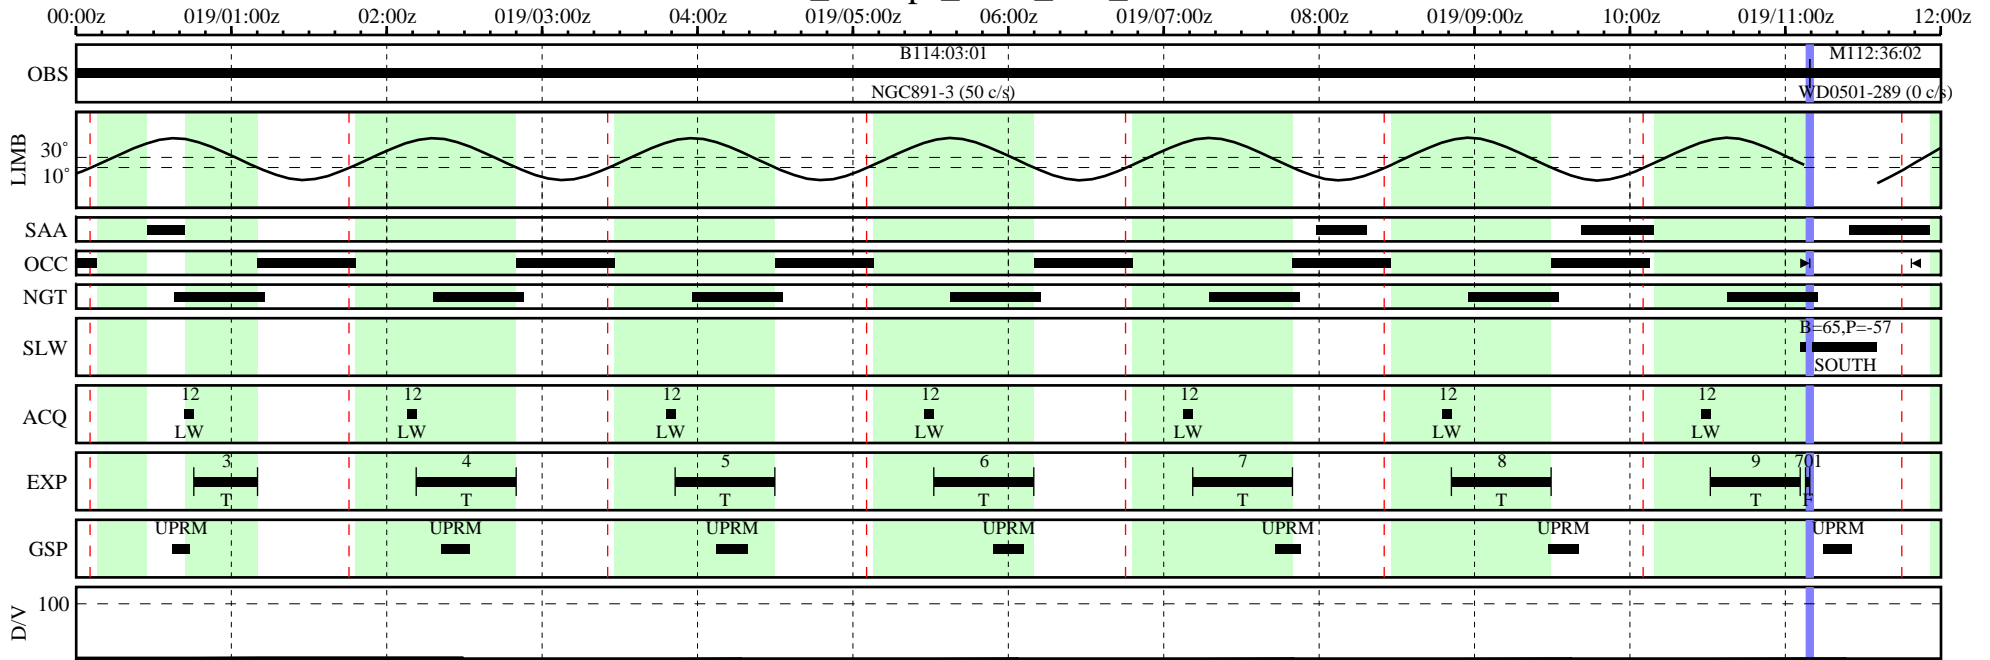 00:00z 019/01:00z 02:00z 019/03:00z 04:00z 019/05:00z 06:00z 019/07:00z 08:00z 019/09:00z 10:00z 019/11:00z 12:00z
OBS B114:03:01 M112:36:02
NGC891-3 (50 c/s) WD0501-289 (0 c/s)
LIMB 30°
10°
SAA
OCC
NGT
SLW B=65,P=-57
SOUTH
ACQ 12 12 12 12 12 12 12
LW LW LW LW LW LW LW
EXP 3 4 5 6 7 8 9 701
T T T T T T T F
GSP UPRM UPRM UPRM UPRM UPRM UPRM UPRM
D/V 100